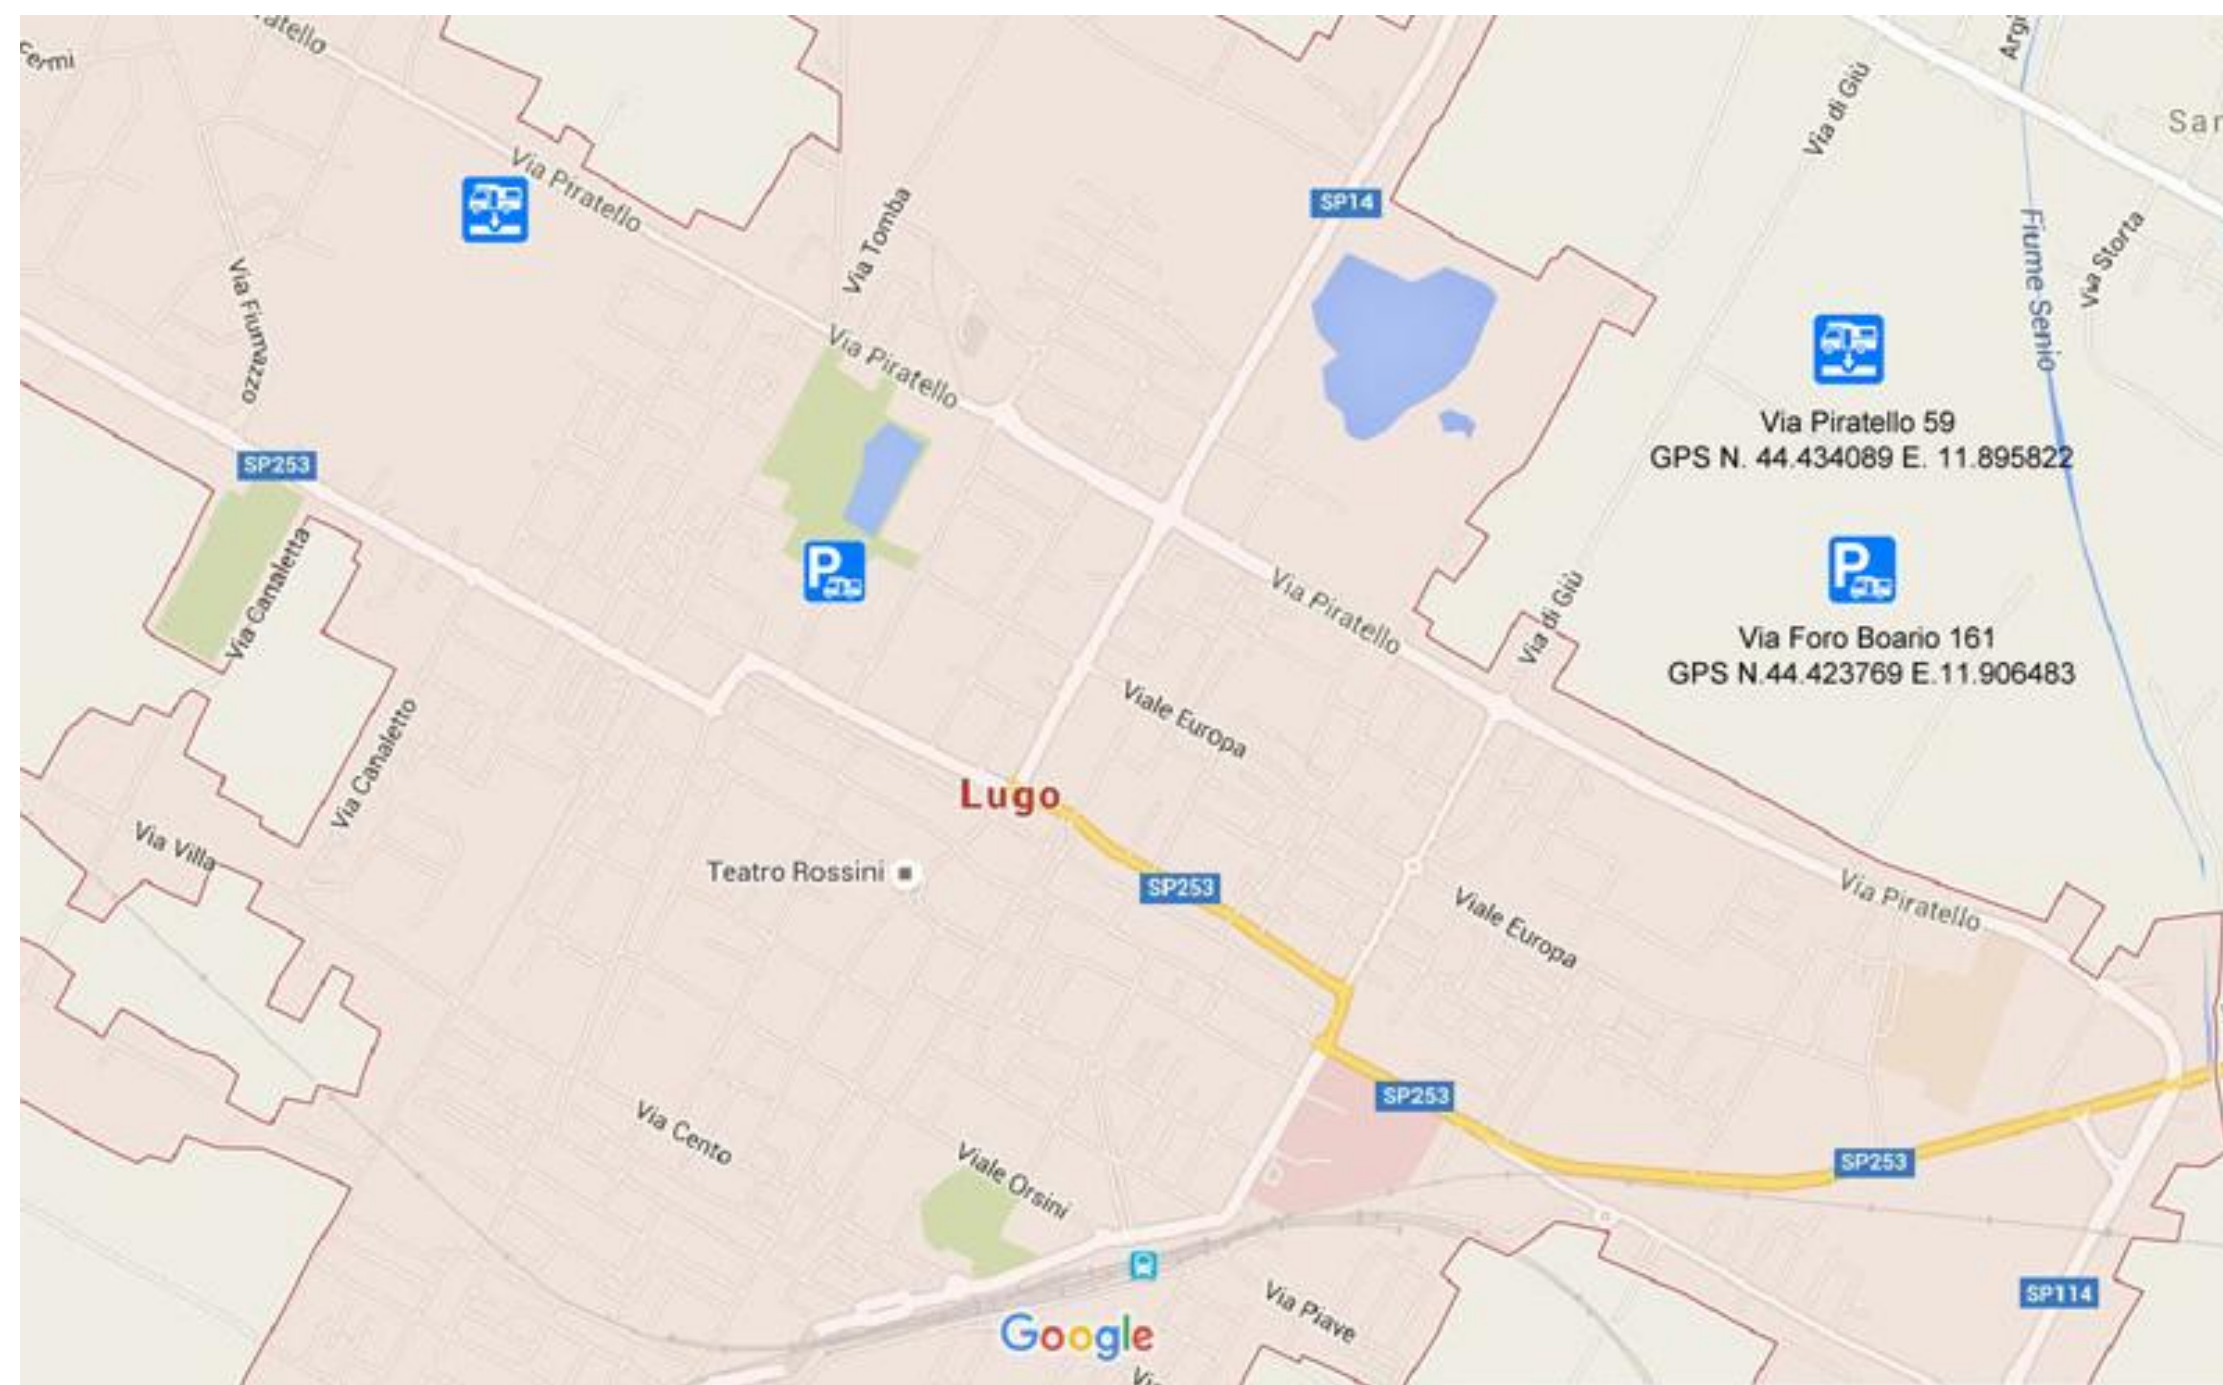 Fermi
Via Piratello
Via Tomba
SP14
Via di Giù
Fiume Senio
Via Storta
Via Fiumazzo
Via Piratello
SP253
Via Canaletta
Via Piratello 59
GPS N. 44.434089 E. 11.895822
Via Piratello
Via di Giù
P
P
Via Foro Boario 161
GPS N.44.423769 E.11.906483
Viale Europa
Via Canaletto
Lugo
Via Villa
Teatro Rossini
SP253
Viale Europa
Via Piratello
SP253
Via Cento
Viale Orsini
SP253
SP114
Via Piave
Google